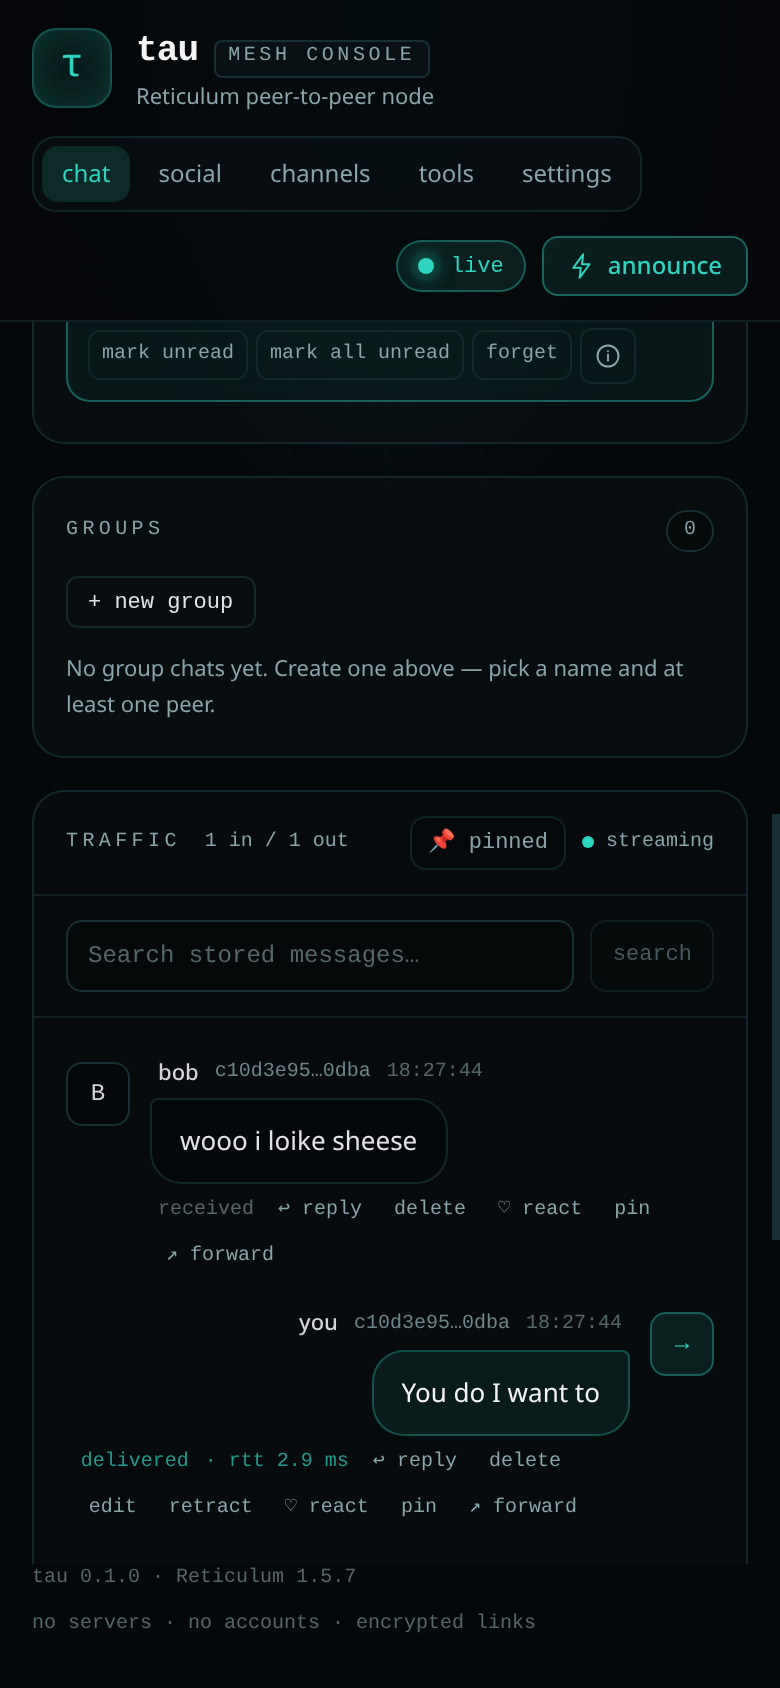 τ
tau MESH CONSOLE
Reticulum peer-to-peer node
chat social channels tools settings
live announce
mark unread mark all unread forget
GROUPS 0
+ new group
No group chats yet. Create one above — pick a name and at
least one peer.
TRAFFIC 1 in / 1 out 📌 pinned streaming
Search stored messages… search
B
bob c10d3e95…0dba 18:27:44
wooo i loike sheese
received ↩ reply delete ♡ react pin
↗ forward
you c10d3e95…0dba 18:27:44
→
You do I want to
delivered · rtt 2.9 ms ↩ reply delete
edit retract ♡ react pin ↗ forward
tau 0.1.0 · Reticulum 1.5.7
no servers · no accounts · encrypted links